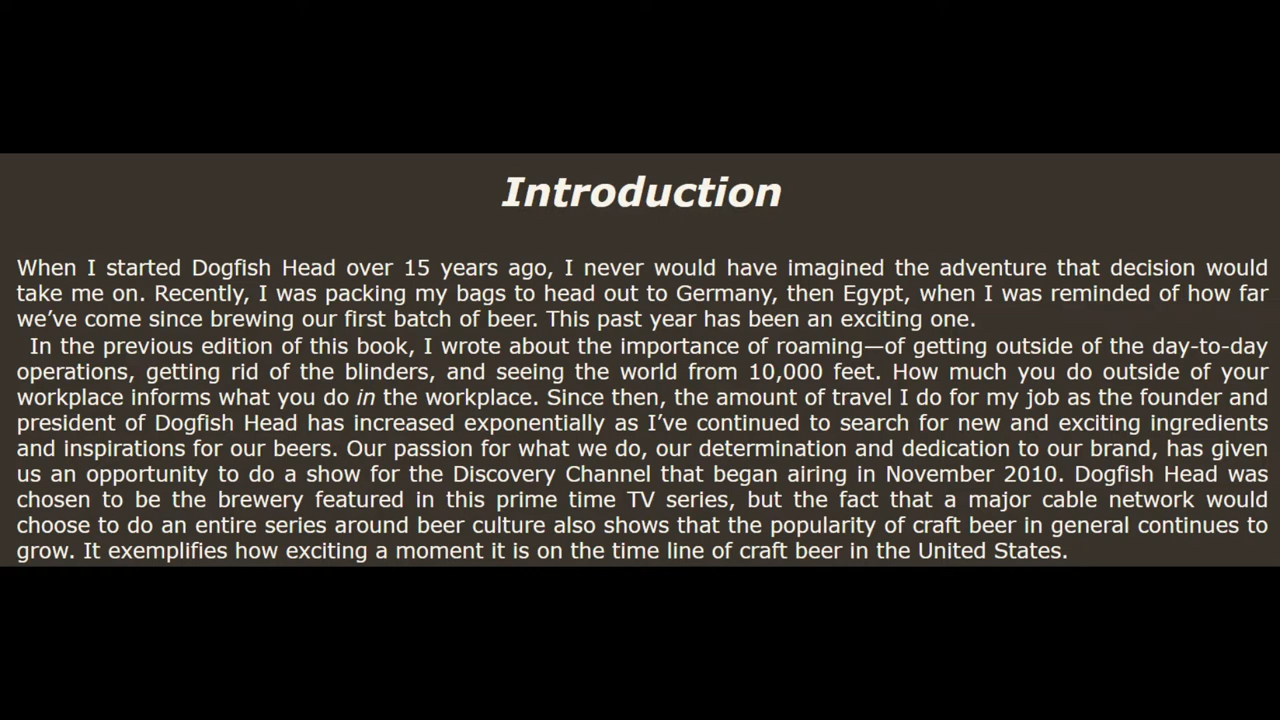 Introduction
When I started Dogfish Head over 15 years ago, I never would have imagined the adventure that decision would
take me on. Recently, I was packing my bags to head out to Germany, then Egypt, when I was reminded of how far
we’ve come since brewing our first batch of beer. This past year has been an exciting one.
In the previous edition of this book, I wrote about the importance of roaming—of getting outside of the day-to-day
operations, getting rid of the blinders, and seeing the world from 10,000 feet. How much you do outside of your
workplace informs what you do in the workplace. Since then, the amount of travel I do for my job as the founder and
president of Dogfish Head has increased exponentially as I’ve continued to search for new and exciting ingredients
and inspirations for our beers. Our passion for what we do, our determination and dedication to our brand, has given
us an opportunity to do a show for the Discovery Channel that began airing in November 2010. Dogfish Head was
chosen to be the brewery featured in this prime time TV series, but the fact that a major cable network would
choose to do an entire series around beer culture also shows that the popularity of craft beer in general continues to
grow. It exemplifies how exciting a moment it is on the time line of craft beer in the United States.